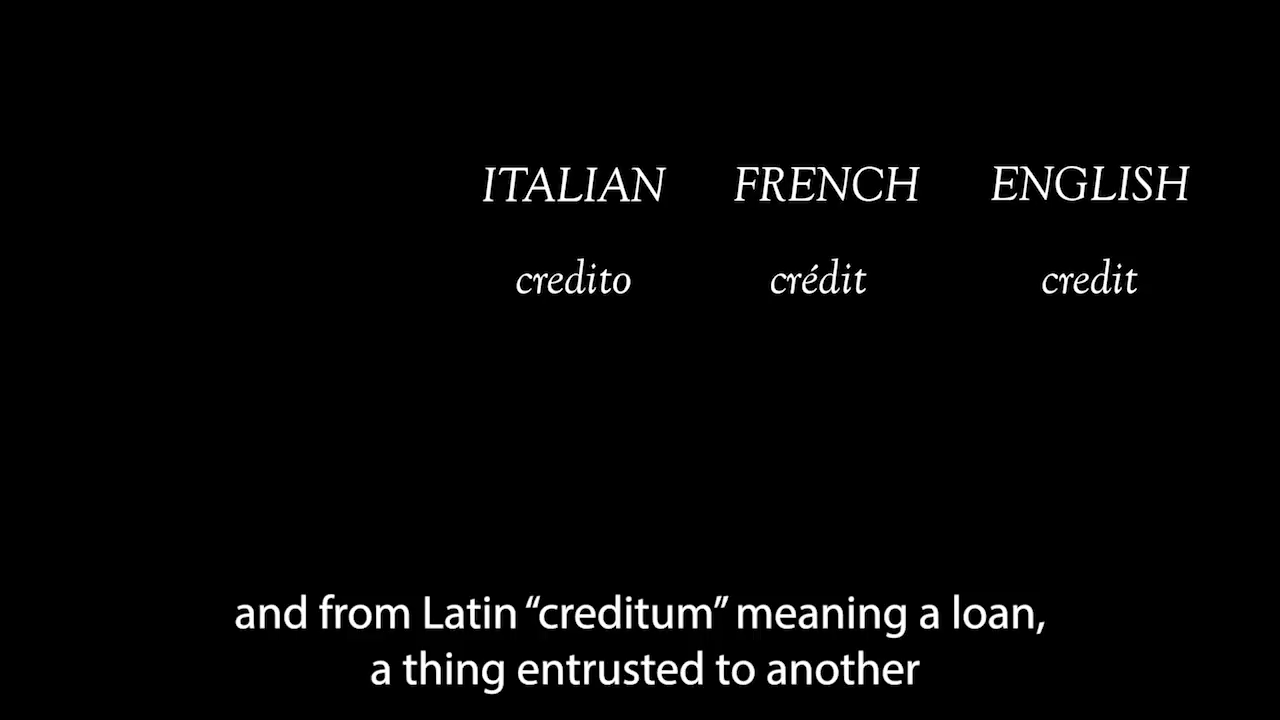 ITALIAN FRENCH ENGLISH
credito crédit credit
and from Latin “creditum” meaning a loan,
a thing entrusted to another